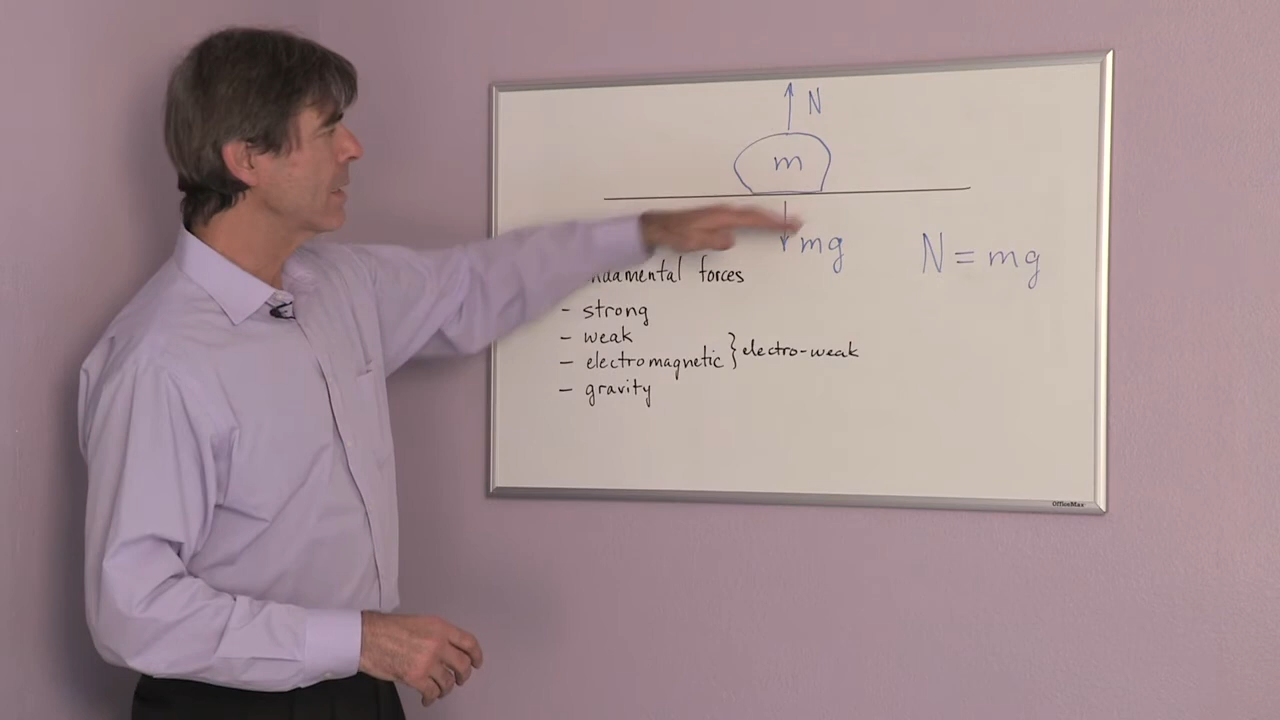 N
m
mg
N = mg
forces
- strong
- weak
- electromagnetic } electro-weak
- gravity
OfficeMax